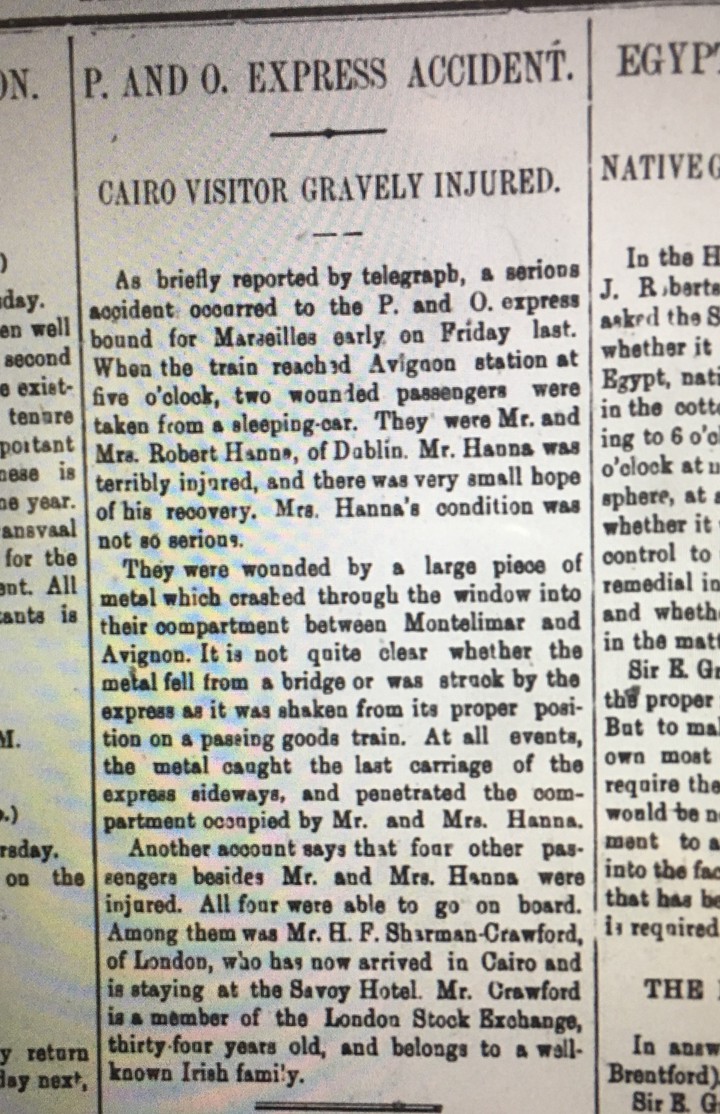 ON.
)
sday.
en well
second
e exist-
tenure
portant
nese is
ne year.
ansvaal
for the
ent. All
tants is
M.
o.)
rsday.
on the
y return
day next,
P. AND O. EXPRESS ACCIDENT.
CAIRO VISITOR GRAVELY INJURED.
As briefly reported by telegraph, a serious
accident occurred to the P. and O. express
bound for Marseilles early on Friday last.
When the train reached Avignon station at
five o'clock, two wounded passengers were
taken from a sleeping-car. They were Mr. and
Mrs. Robert Hanna, of Dublin. Mr. Hanna was
terribly injured, and there was very small hope
of his recovery. Mrs. Hanna's condition was
not so serious.
They were wounded by a large piece of
metal which crashed through the window into
their compartment between Montelimar and
Avignon. It is not quite clear whether the
metal fell from a bridge or was struck by the
express as it was shaken from its proper posi-
tion on a passing goods train. At all events,
the metal caught the last carriage of the
express sideways, and penetrated the com-
partment occupied by Mr. and Mrs. Hanna.
Another account says that four other pas-
sengers besides Mr. and Mrs. Hanna were
injured. All four were able to go on board.
Among them was Mr. H. F. Sharman-Crawford,
of London, who has now arrived in Cairo and
is staying at the Savoy Hotel. Mr. Crawford
is a member of the London Stock Exchange,
thirty-four years old, and belongs to a well-
known Irish family.
EGYPT
NATIVE G
In the H
J. Roberts
asked the S
whether it
Egypt, nati
in the cotto
ing to 6 o'cl
o'clock at n
sphere, at a
whether it
control to
remedial in
and wheth
in the matt
Sir E. Gr
the proper
But to mal
own most
require the
would be n
ment to a
into the fac
that has be
is required
THE
In answ
Brentford)
Sir E. G